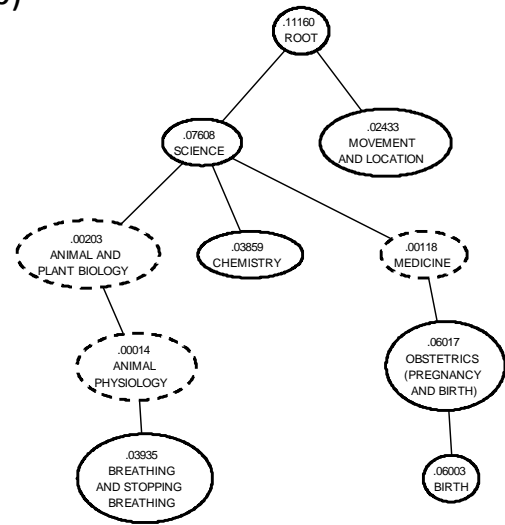 .11160
ROOT
.07608
SCIENCE
.02433
MOVEMENT
AND LOCATION
.00203
ANIMAL AND
PLANT BIOLOGY
.03859
CHEMISTRY
.00118
MEDICINE
.00014
ANIMAL
PHYSIOLOGY
.06017
OBSTETRICS
(PREGNANCY
AND BIRTH)
.03935
BREATHING
AND STOPPING
BREATHING
.06003
BIRTH